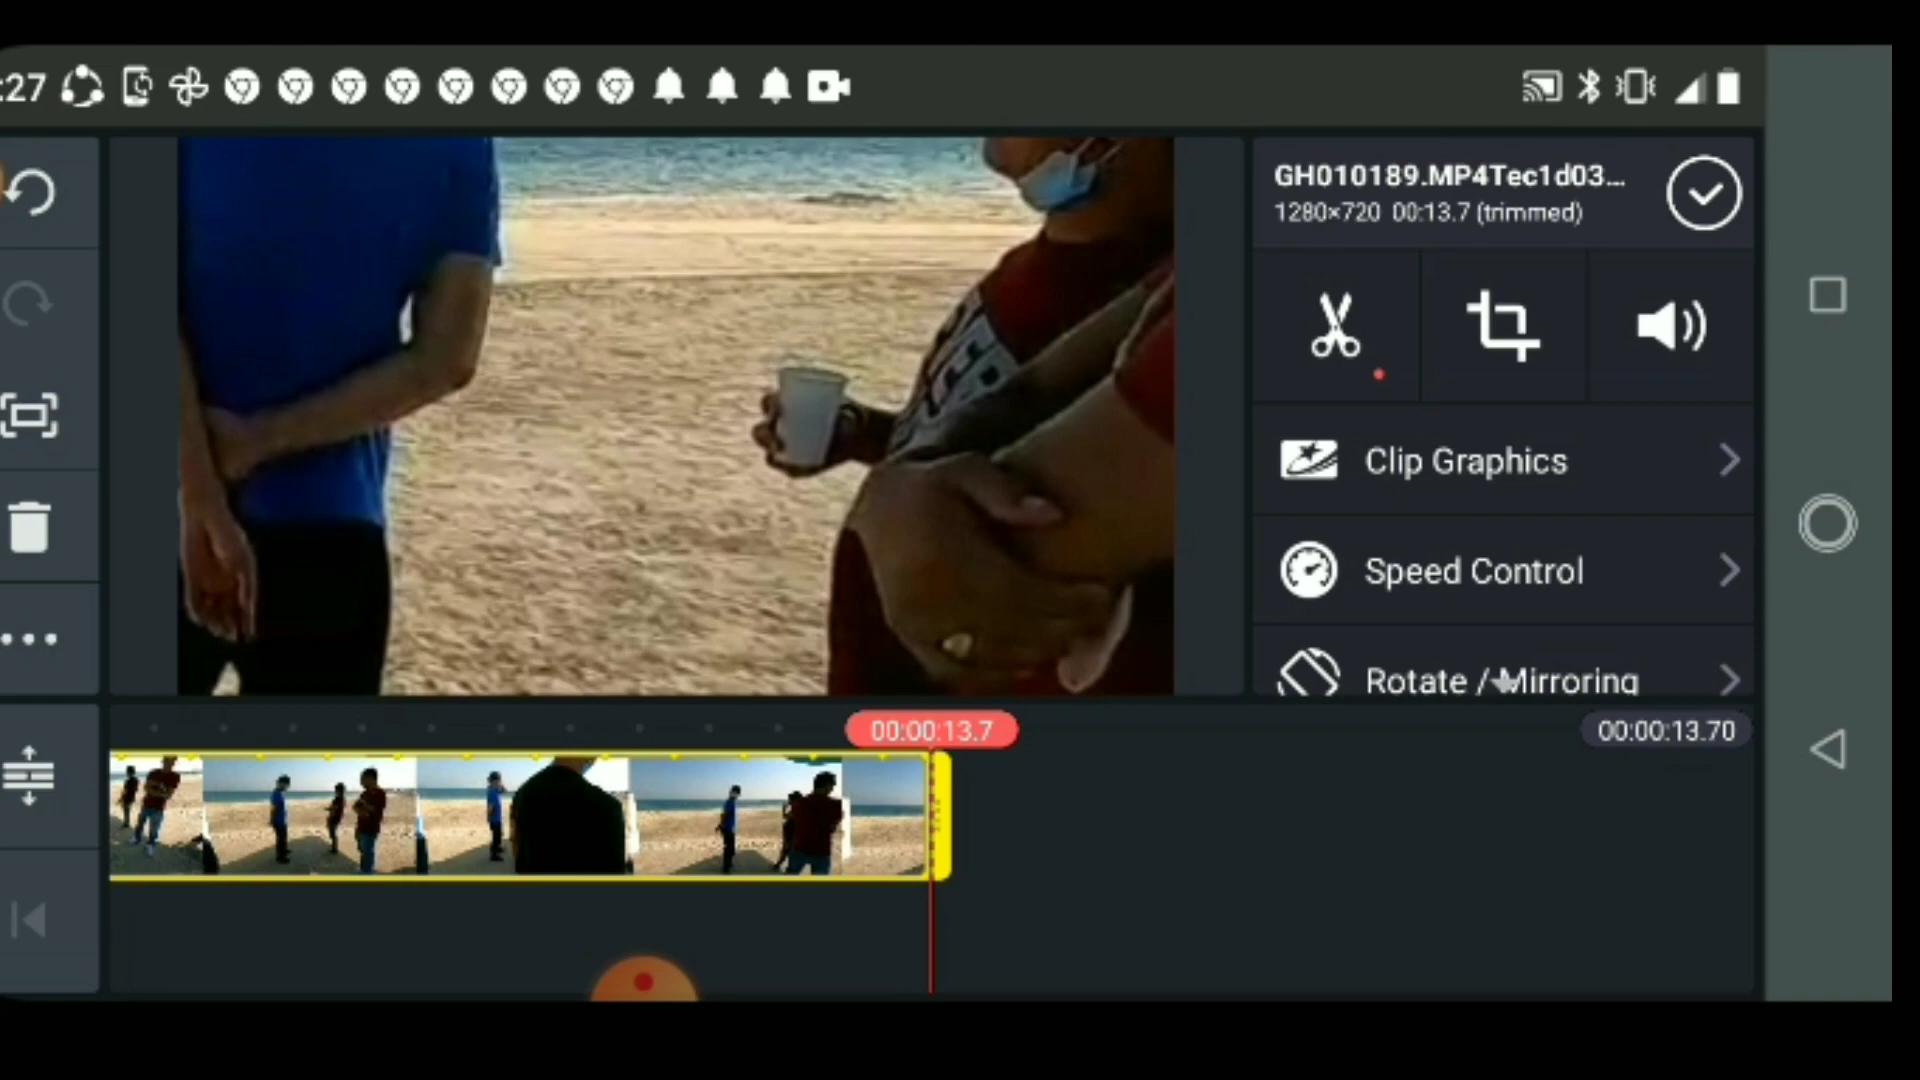 :27
GH010189.MP4Tec1d03...
1280×720 00:13.7 (trimmed)
Clip Graphics
Speed Control
Rotate / Mirroring
00:00:13.7
00:00:13.70